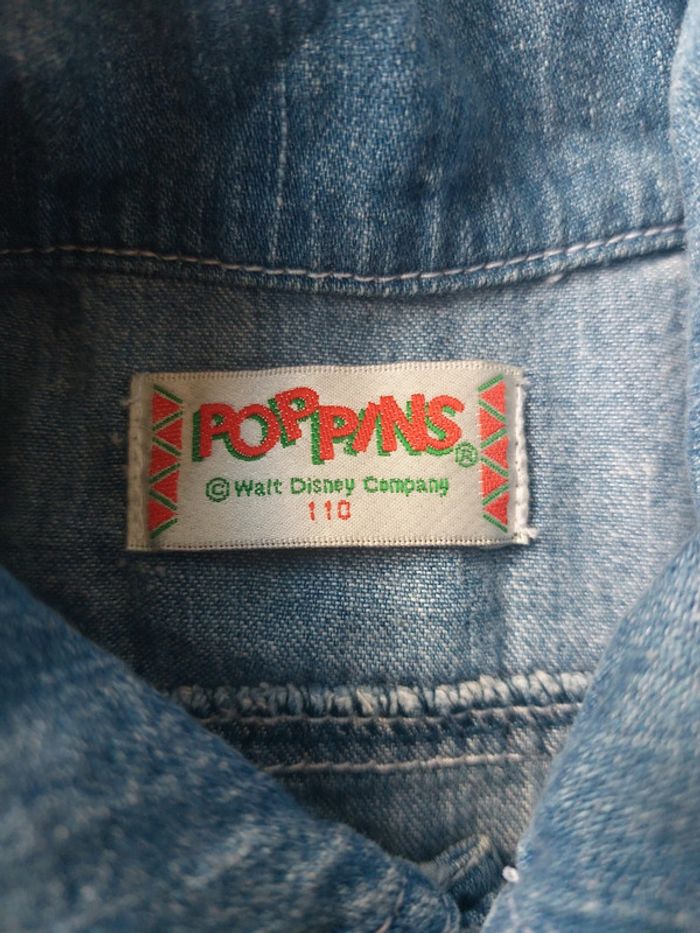 POPPINS®
© Walt Disney Company
110